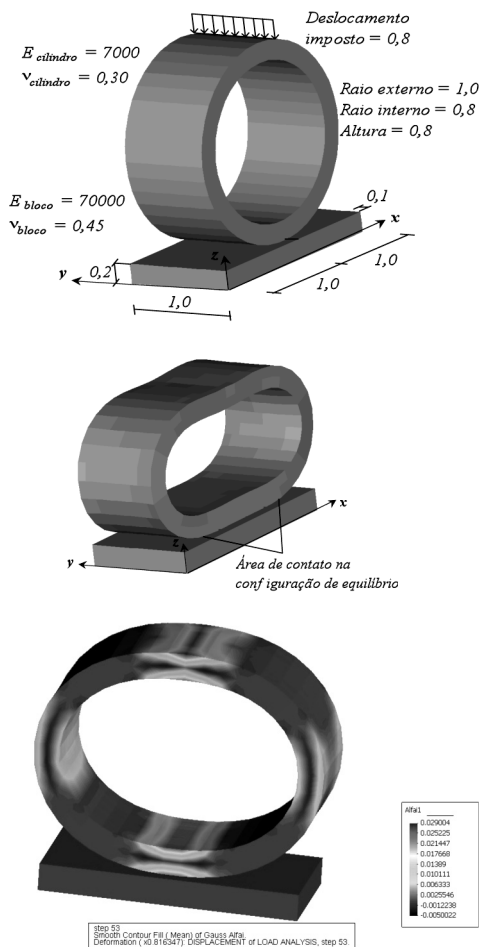 Deslocamento
imposto = 0,8
E cilindro = 7000
ν cilindro = 0,30
Raio externo = 1,0
Raio interno = 0,8
Altura = 0,8
E bloco = 70000
ν bloco = 0,45
0,1
x
1,0
1,0
z
y
0,2
1,0
x
z
y
Área de contato na
conf iguração de equilíbrio
Alfai1
0.029004
0.025225
0.021447
0.017668
0.01389
0.010111
0.006333
0.0025546
-0.0012238
-0.0050022
step 53
Smooth Contour Fill ( Mean) of Gauss Alfai.
Deformation ( x0.816347): DISPLACEMENT of LOAD ANALYSIS, step 53.